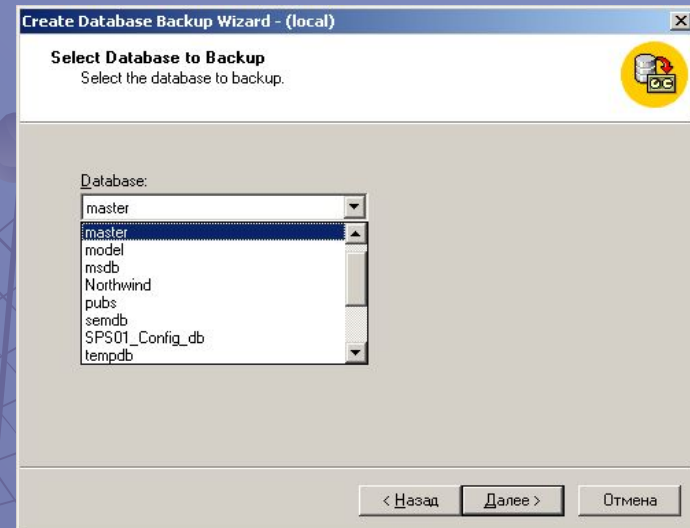 Create Database Backup Wizard - (local)
Select Database to Backup
Select the database to backup.
Database:
master
master
model
msdb
Northwind
pubs
semdb
SPS01_Config_db
tempdb
< Назад
Далее >
Отмена